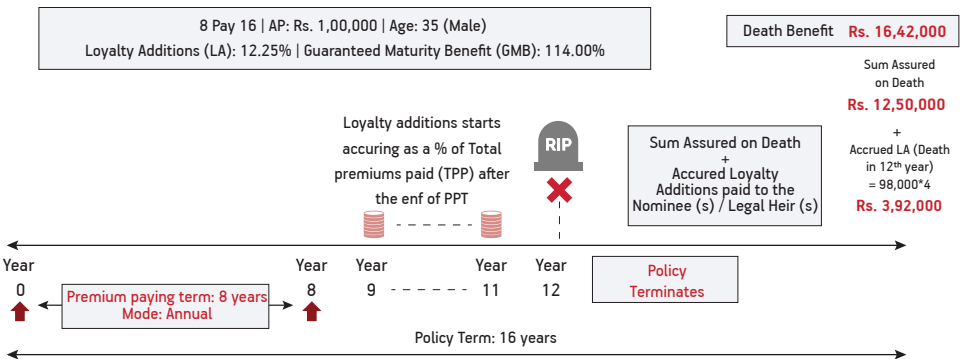 8 Pay 16 | AP: Rs. 1,00,000 | Age: 35 (Male)
Loyalty Additions (LA): 12.25% | Guaranteed Maturity Benefit (GMB): 114.00%
Death Benefit Rs. 16,42,000
Sum Assured
on Death
Rs. 12,50,000
+
Accrued LA (Death
in 12th year)
= 98,000*4
Rs. 3,92,000
Loyalty additions starts
accuring as a % of Total
premiums paid (TPP) after
the enf of PPT
RIP
Sum Assured on Death
+
Accured Loyalty
Additions paid to the
Nominee (s) / Legal Heir (s)
Year
0
Premium paying term: 8 years
Mode: Annual
Year
8
Year
9
Year
11
Year
12
Policy
Terminates
Policy Term: 16 years